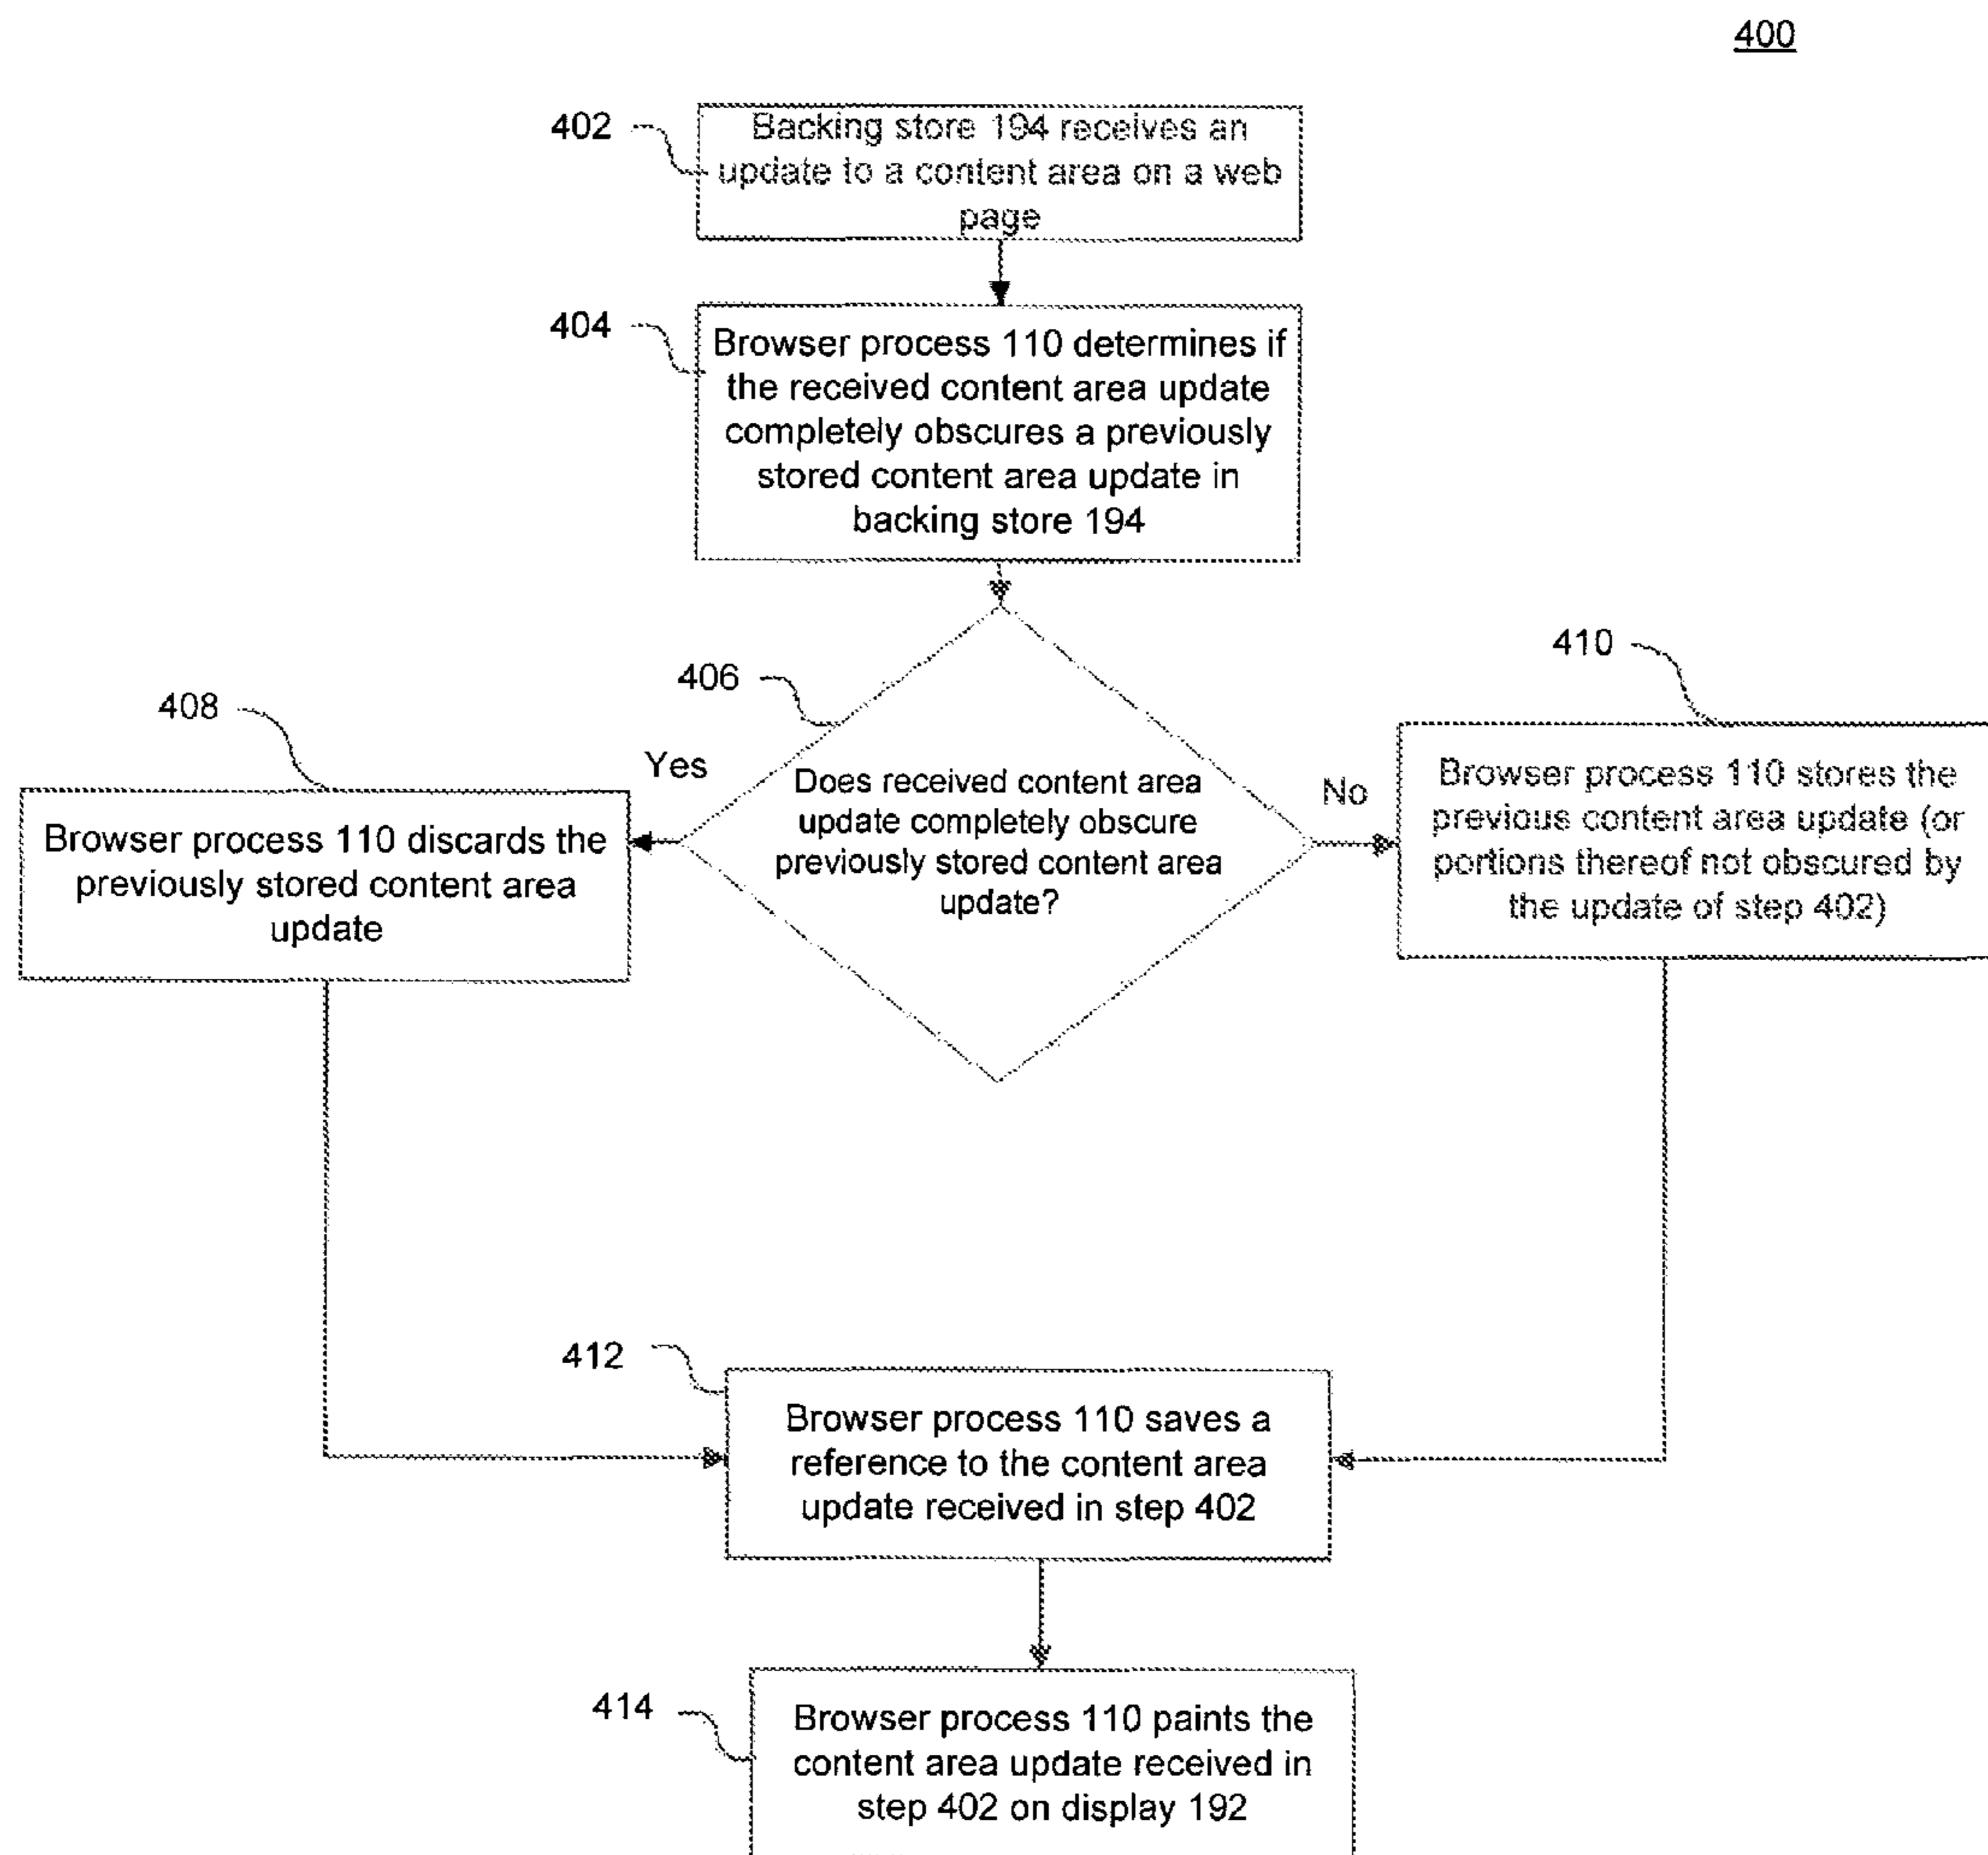 400
402
Backing store 194 receives an
update to a content area on a web
page
404
Browser process 110 determines if
the received content area update
completely obscures a previously
stored content area update in
backing store 194
406
408
410
Yes
No
Does received content area
update completely obscure
previously stored content area
update?
Browser process 110 discards the
previously stored content area
update
Browser process 110 stores the
previous content area update (or
portions thereof not obscured by
the update of step 402)
412
Browser process 110 saves a
reference to the content area
update received in step 402
414
Browser process 110 paints the
content area update received in
step 402 on display 192